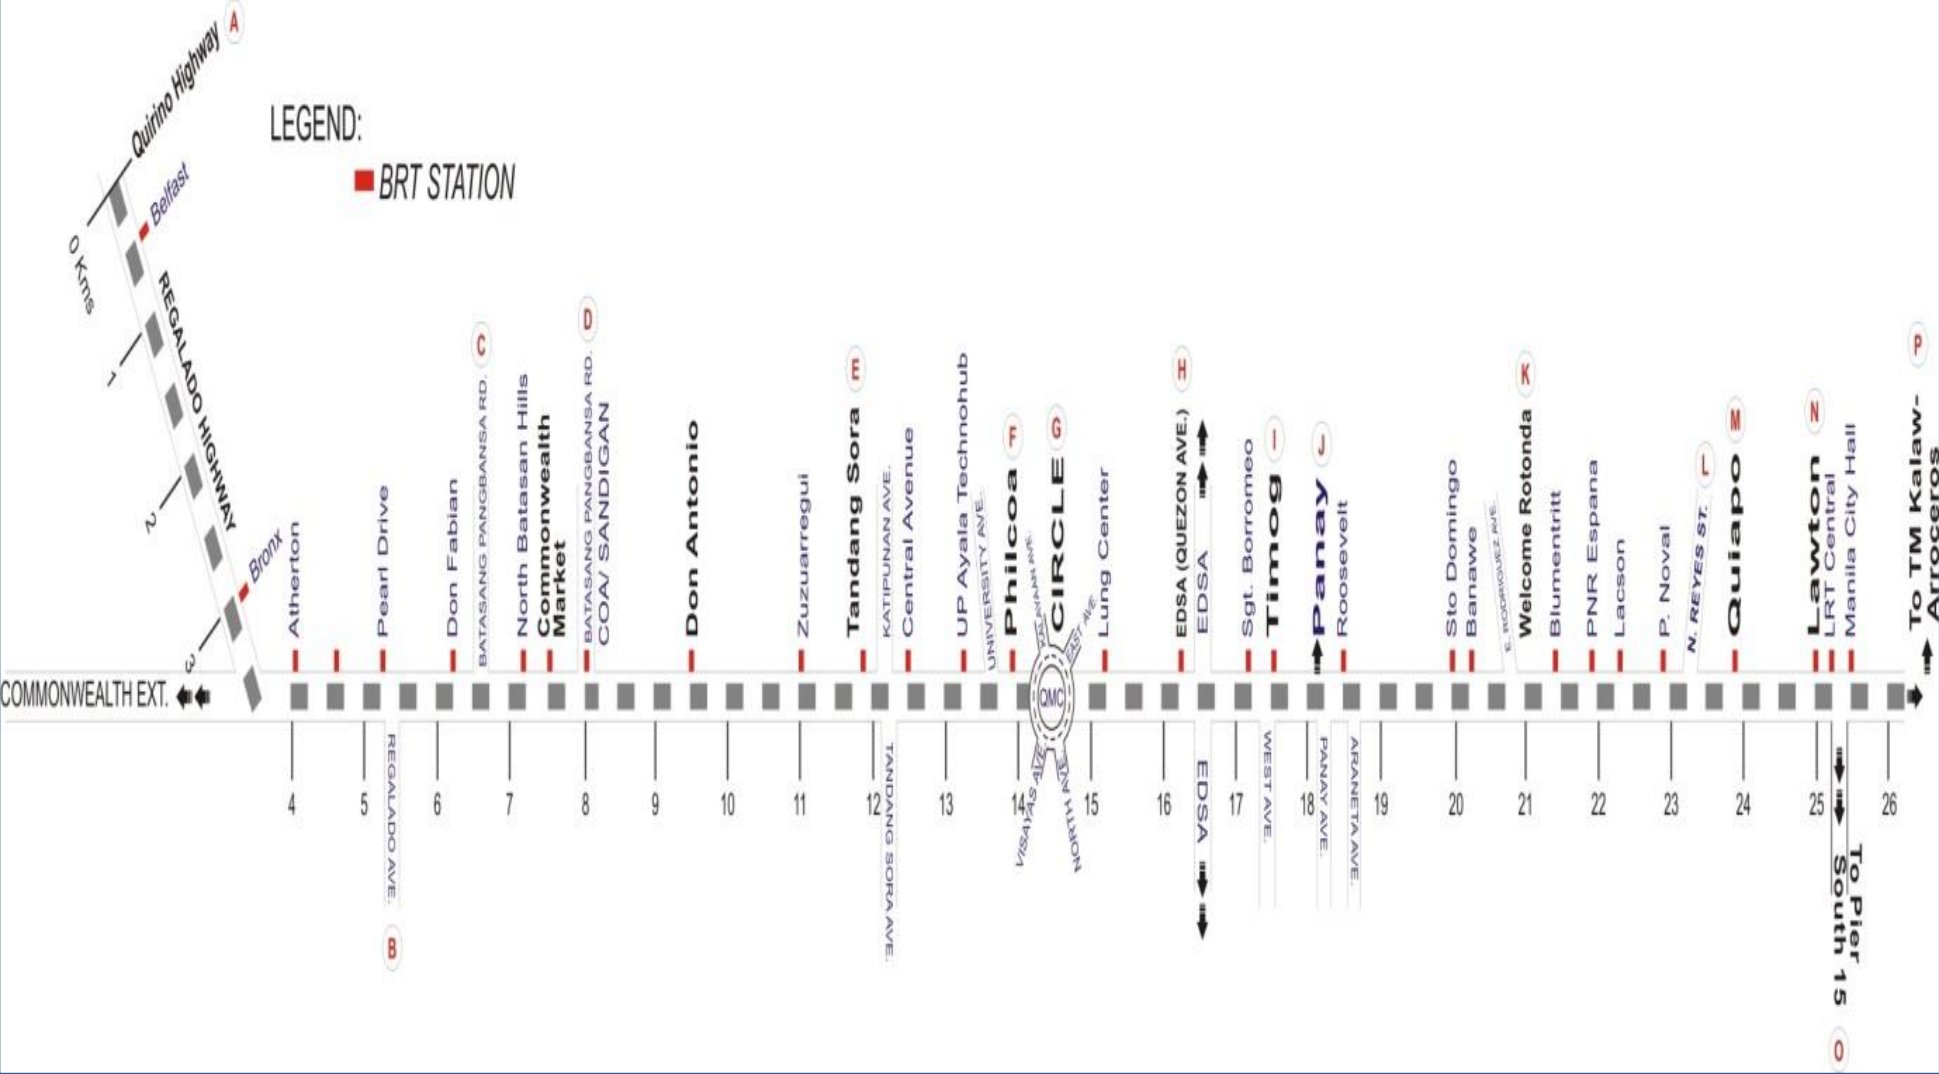 Quirino Highway
A
LEGEND:
BRT STATION
Belfast
0 Kms
REGALADO HIGHWAY
1
2
3
Bronx
COMMONWEALTH EXT.
Atherton
Pearl Drive
Don Fabian
BATASANG PANGBANSA RD.
C
North Batasan Hills
Commonwealth
Market
BATASANG PANGBANSA RD.
D
COA/ SANDIGAN
Don Antonio
Zuzuarregui
Tandang Sora
E
KATIPUNAN AVE.
Central Avenue
UP Ayala Technohub
UNIVERSITY AVE.
Philcoa
F
KALAYAAN AVE.
CIRCLE
G
QMC
EAST AVE
Lung Center
EDSA (QUEZON AVE.)
H
EDSA
Sgt. Borromeo
Timog
I
Panay
J
Roosevelt
Sto Domingo
Banawe
E. RODRIQUEZ AVE.
Welcome Rotonda
K
Blumentritt
PNR Espana
Lacson
P. Noval
N. REYES ST.
L
Quiapo
M
Lawton
N
LRT Central
Manila City Hall
To TM Kalaw-
Arroceros
P
4
5
6
7
8
9
10
11
12
13
14
15
16
17
18
19
20
21
22
23
24
25
26
REGALADO AVE.
B
TANDANG SORA AVE.
VISAYAS AVE
NORTH AVE.
EDSA
WEST AVE.
PANAY AVE.
ARANETA AVE.
To Pier
South 15
O